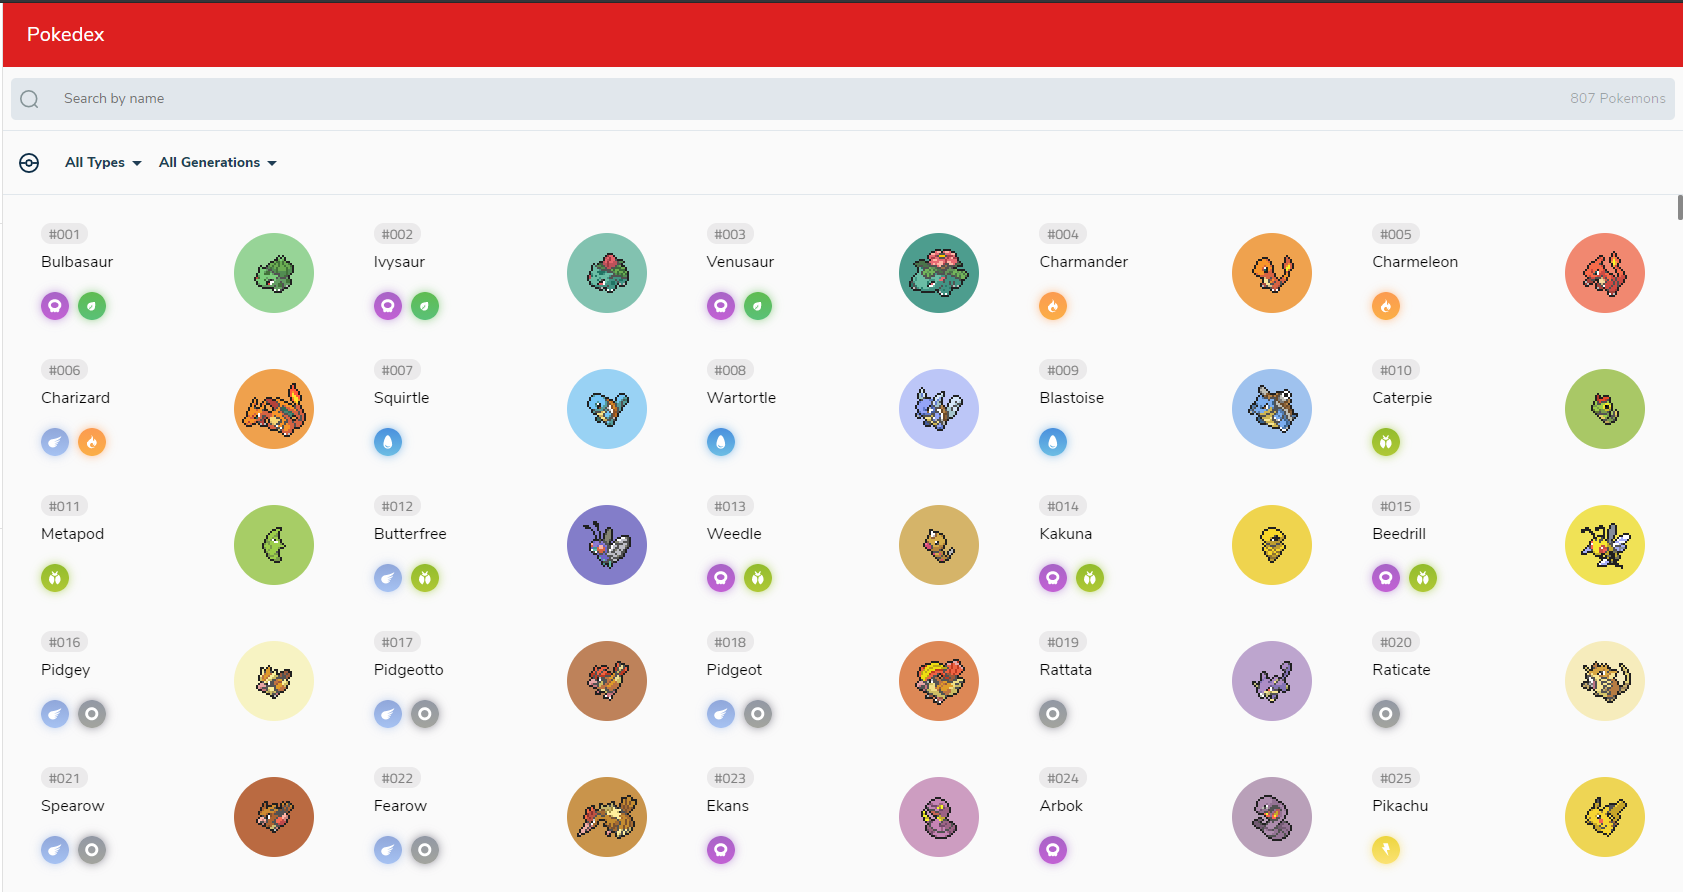 Pokedex
Search by name 807 Pokemons
All Types All Generations
#001 #002 #003 #004 #005
Bulbasaur Ivysaur Venusaur Charmander Charmeleon
#006 #007 #008 #009 #010
Charizard Squirtle Wartortle Blastoise Caterpie
#011 #012 #013 #014 #015
Metapod Butterfree Weedle Kakuna Beedrill
#016 #017 #018 #019 #020
Pidgey Pidgeotto Pidgeot Rattata Raticate
#021 #022 #023 #024 #025
Spearow Fearow Ekans Arbok Pikachu